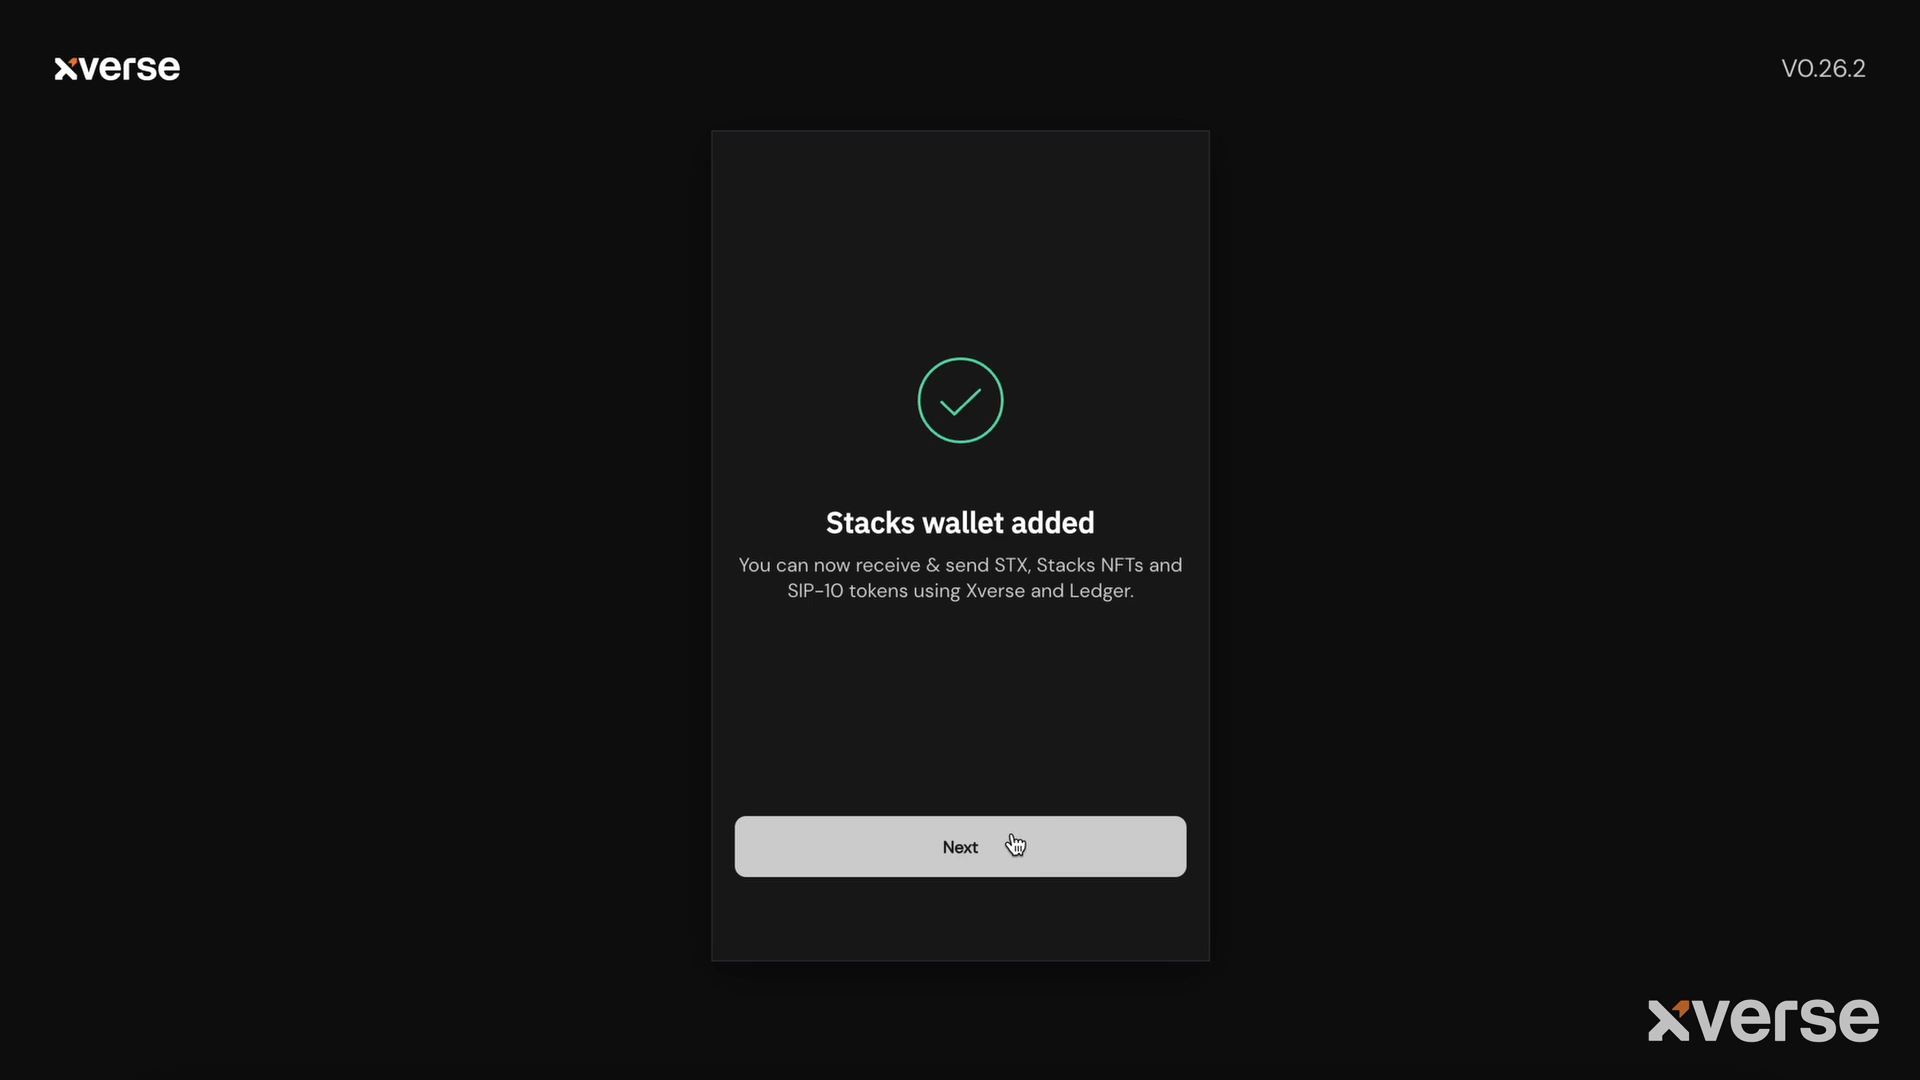 xverse
V0.26.2
Stacks wallet added
You can now receive & send STX, Stacks NFTs and
SIP-10 tokens using Xverse and Ledger.
Next
xverse